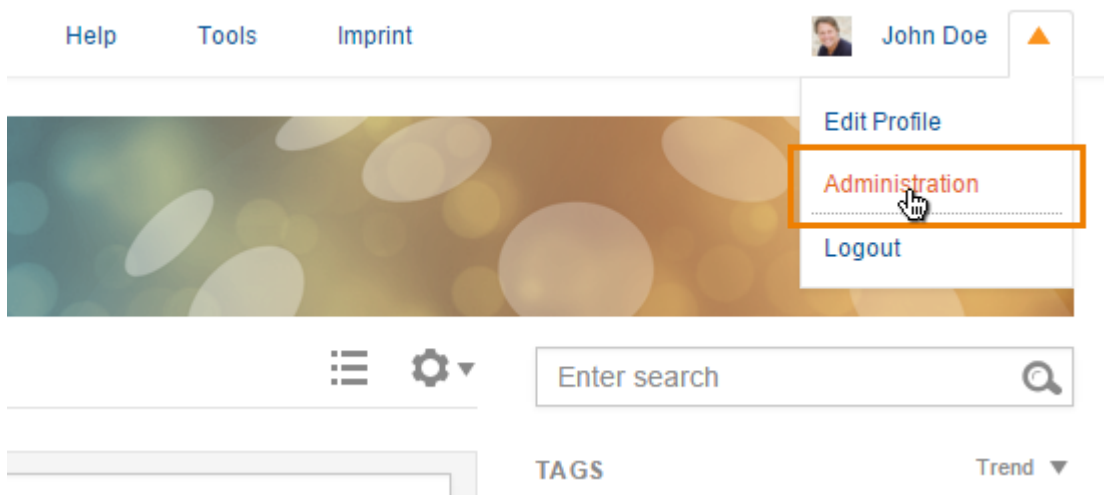 Help Tools Imprint John Doe
Edit Profile
Administration
Logout
Enter search
TAGS Trend